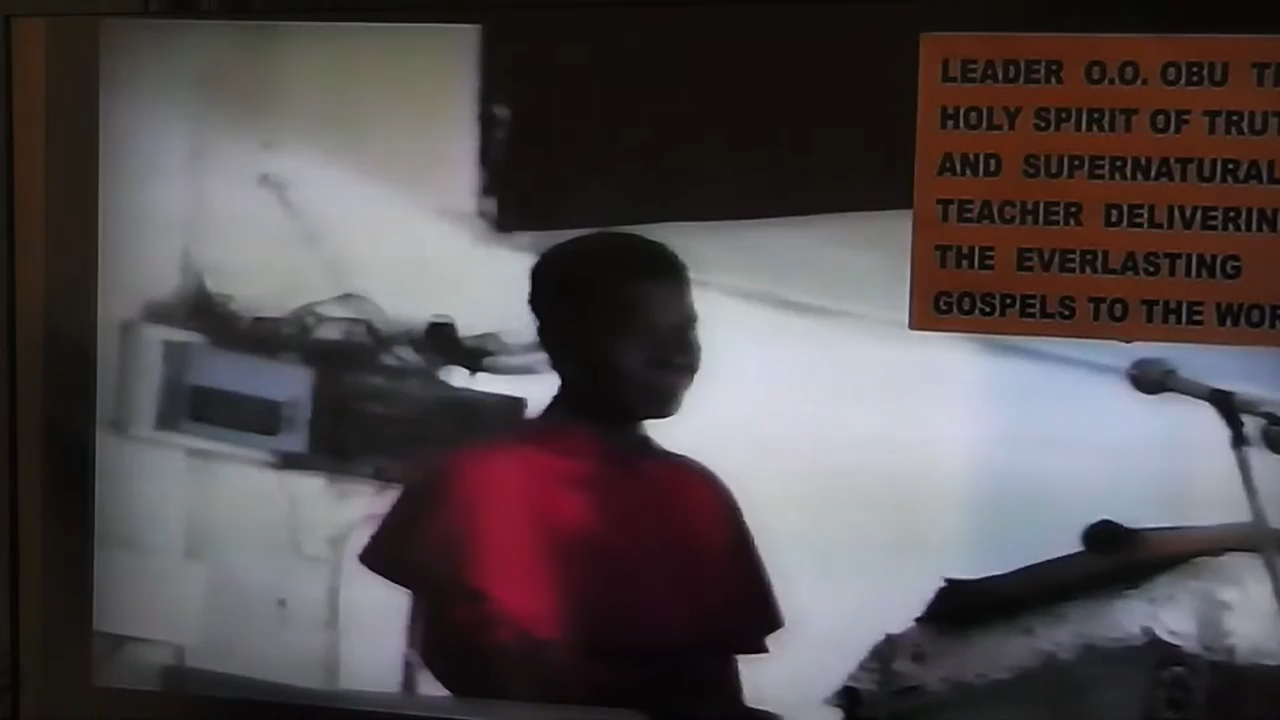 LEADER O.O. OBU
HOLY SPIRIT OF
AND SUPERNATURAL
TEACHER
THE EVERLASTING
GOSPELS TO THE